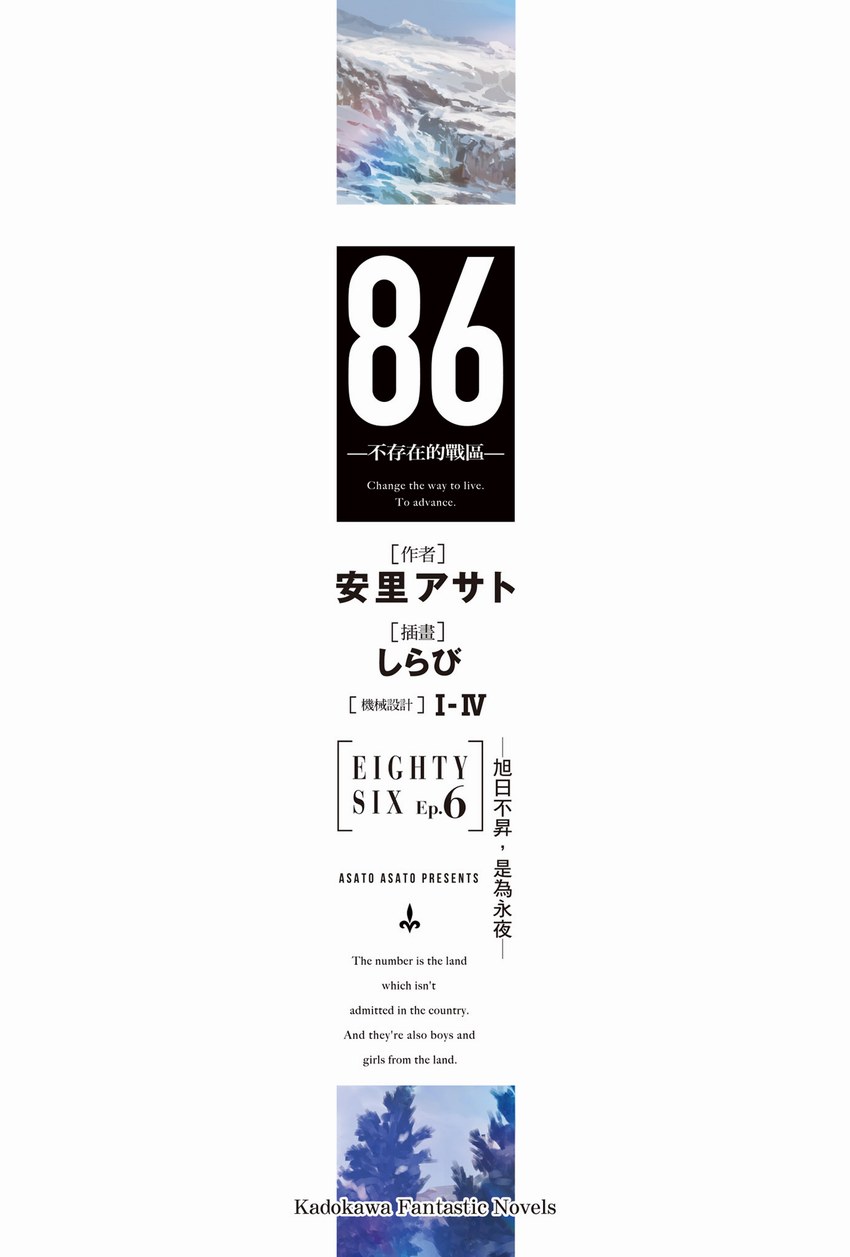 86
—不存在的戰區—
Change the way to live.
To advance.
[作者]
安里アサト
[插畫]
しらび
[機械設計] I-Ⅳ
EIGHTY
SIX Ep.6
—旭日不昇，是為永夜—
ASATO ASATO PRESENTS
The number is the land
which isn't
admitted in the country.
And they're also boys and
girls from the land.
Kadokawa Fantastic Novels